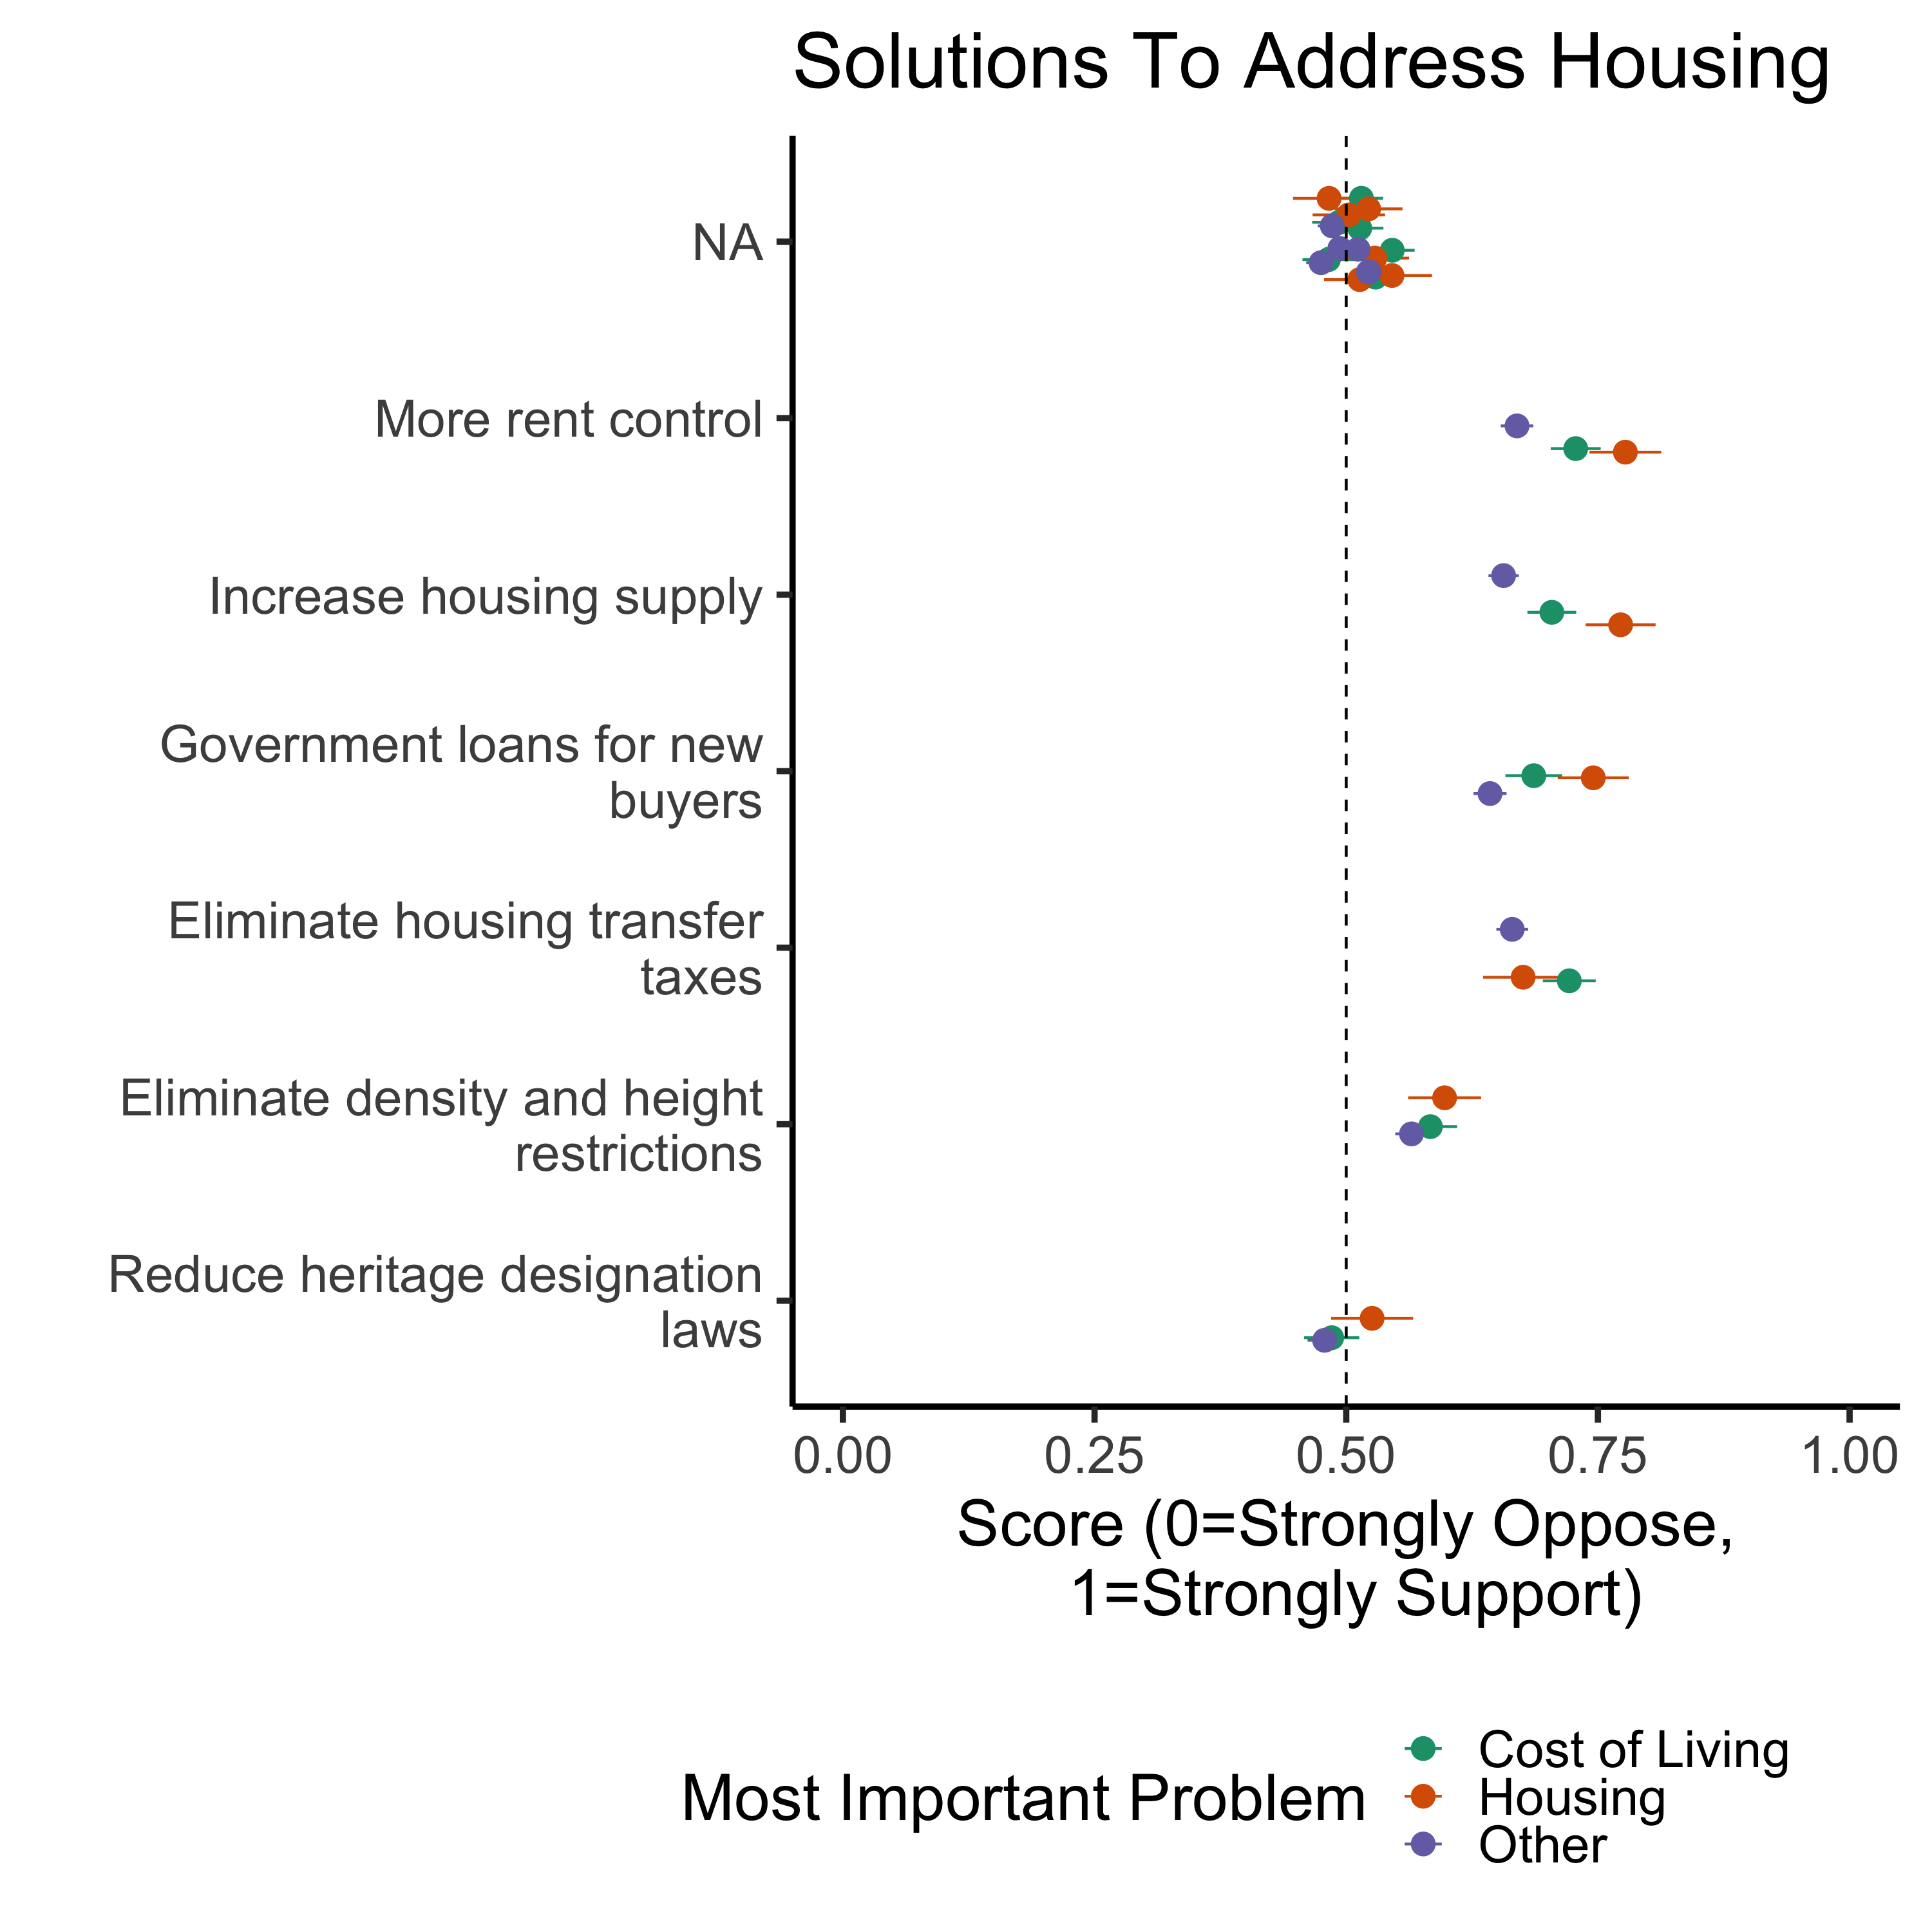 Solutions To Address Housing
NA
More rent control
Increase housing supply
Government loans for new
buyers
Eliminate housing transfer
taxes
Eliminate density and height
restrictions
Reduce heritage designation
laws
0.00 0.25 0.50 0.75 1.00
Score (0=Strongly Oppose,
1=Strongly Support)
Most Important Problem
Cost of Living
Housing
Other